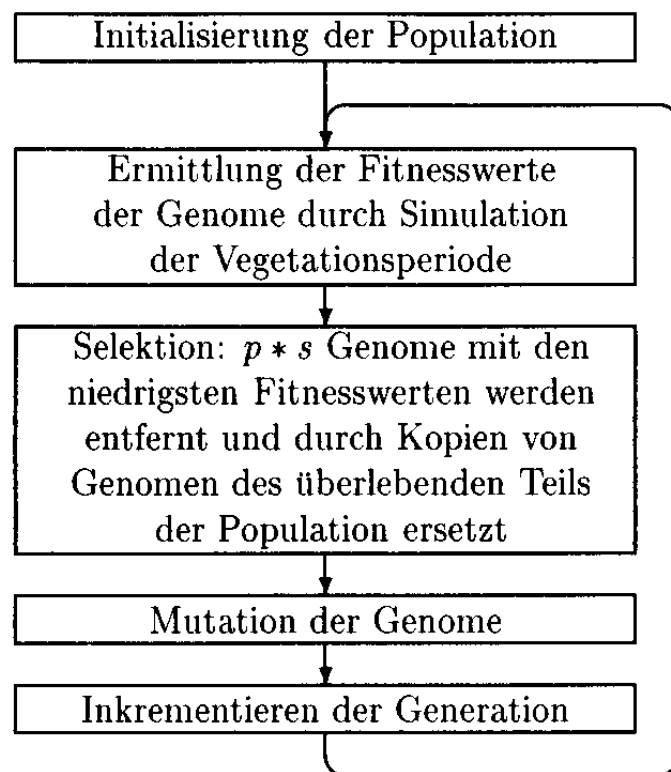 Initialisierung der Population
Ermittlung der Fitnesswerte
der Genome durch Simulation
der Vegetationsperiode
Selektion: p * s Genome mit den
niedrigsten Fitnesswerten werden
entfernt und durch Kopien von
Genomen des überlebenden Teils
der Population ersetzt
Mutation der Genome
Inkrementieren der Generation